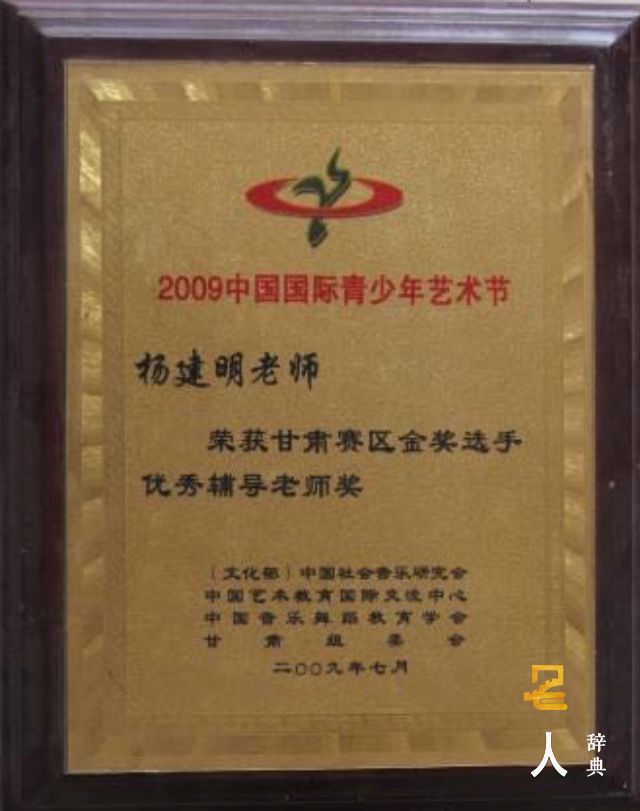 2009中国国际青少年艺术节
杨建明老师
荣获甘肃赛区金奖选手
优秀辅导老师奖
（文化部）中国社会音乐研究会
中国艺术教育国际交流中心
中国音乐舞蹈教育学会
甘肃组委会
二〇〇九年七月
名
人
辞典